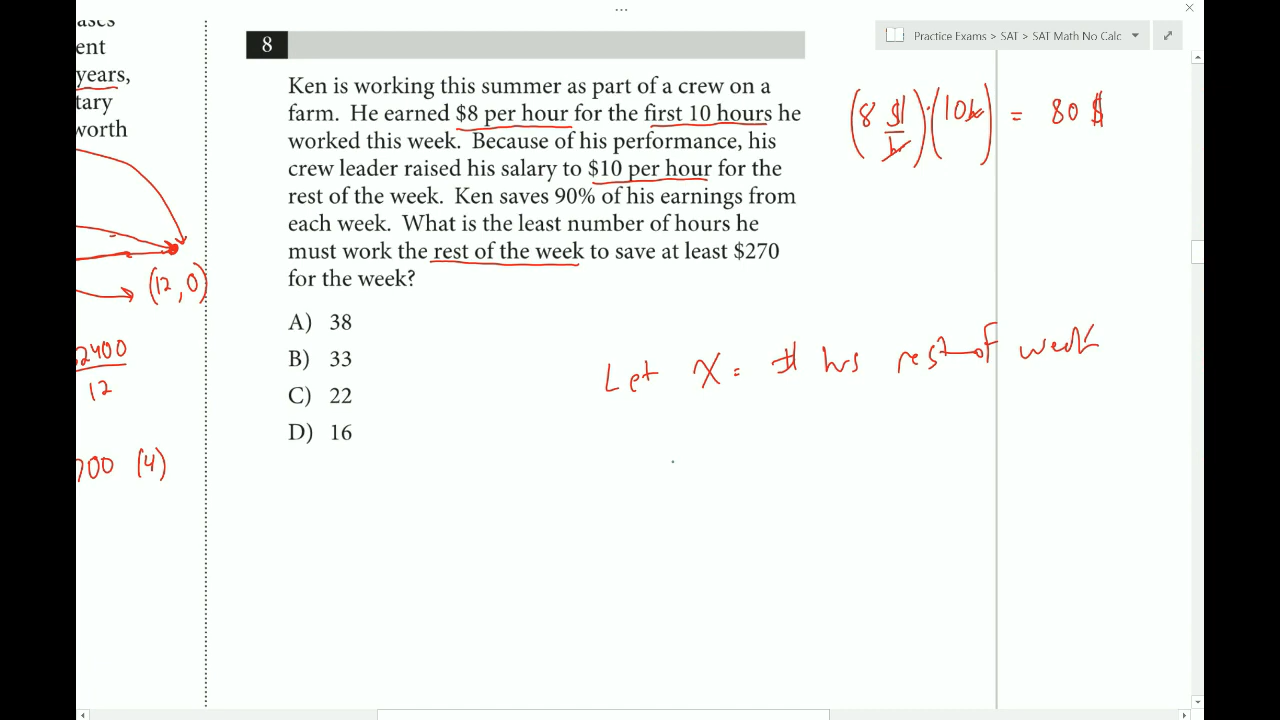 ases
ent
years,
tary
worth
(12, 0)
2400
12
700 (4)
8
Ken is working this summer as part of a crew on a
farm. He earned $8 per hour for the first 10 hours he
worked this week. Because of his performance, his
crew leader raised his salary to $10 per hour for the
rest of the week. Ken saves 90% of his earnings from
each week. What is the least number of hours he
must work the rest of the week to save at least $270
for the week?
A) 38
B) 33
C) 22
D) 16
Practice Exams > SAT > SAT Math No Calc
(8 $/hr)·(10hr) = 80 $
Let X = # hrs rest of week